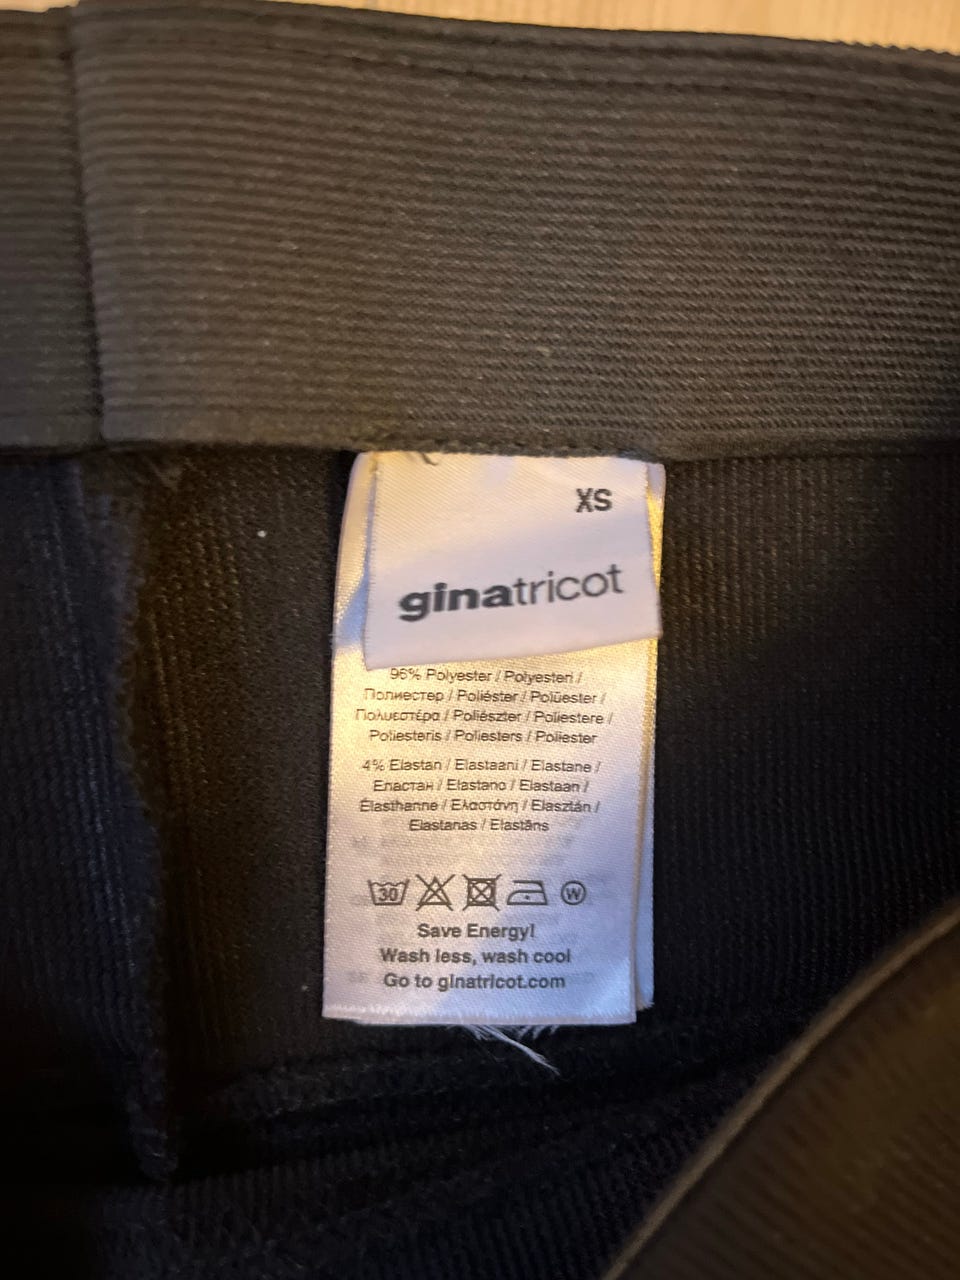 XS
ginatricot
96% Polyester / Polyesteri /
Полиестер / Poliéster / Polüester /
Πολυεστέρα / Poliészter / Poliestere /
Poliesteris / Poliesters / Poliester
4% Elastan / Elastaani / Elastane /
Еластан / Elastano / Elastaan /
Élasthanne / Ελαστάνη / Elasztán /
Elastanas / Elastāns
30
W
Save Energy!
Wash less, wash cool
Go to ginatricot.com